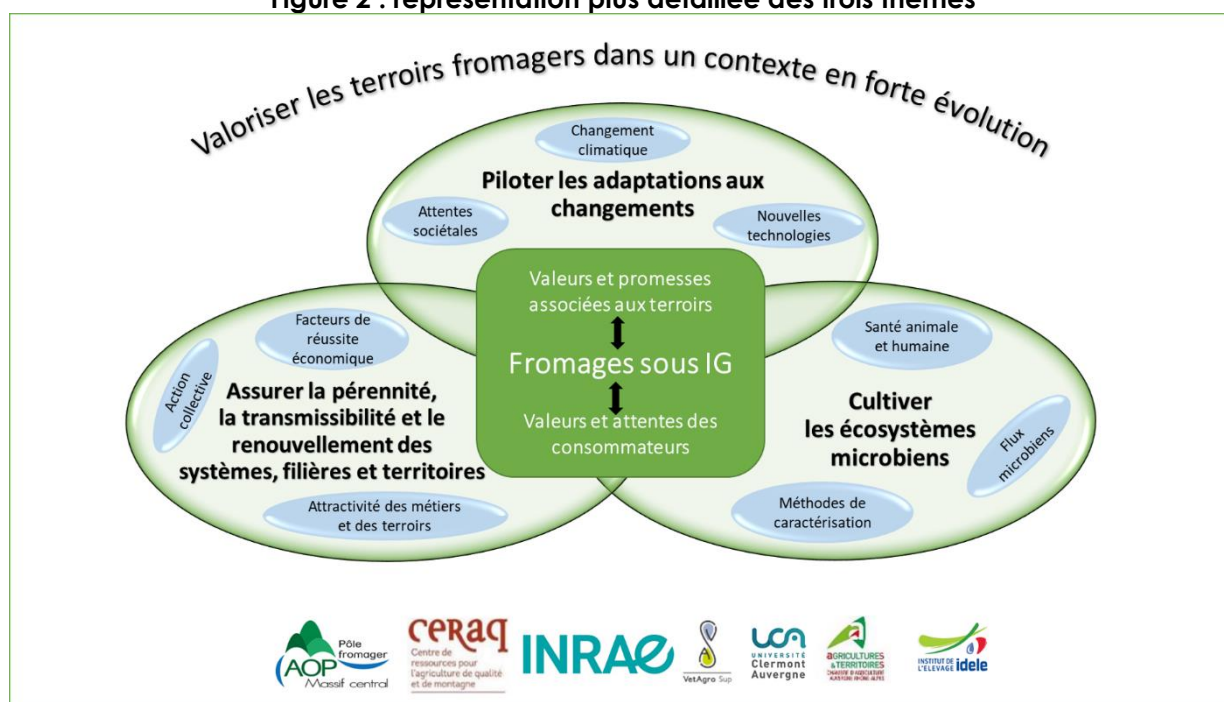 Figure 2 : représentation plus détaillée des trois thèmes
Valoriser les terroirs fromagers dans un contexte en forte évolution
Changement
climatique
Piloter les adaptations aux
changements
Attentes
sociétales
Nouvelles
technologies
Valeurs et promesses
associées aux terroirs
Fromages sous IG
Valeurs et attentes des
consommateurs
Facteurs de
réussite
économique
Action
collective
Assurer la pérennité,
la transmissibilité et le
renouvellement des
systèmes, filières et territoires
Attractivité des métiers
et des terroirs
Santé animale
et humaine
Cultiver
les écosystèmes
microbiens
Flux
microbiens
Méthodes de
caractérisation
Pôle
fromager
AOP
Massif central
CERAQ
Centre de
ressources pour
l'agriculture de qualité
et de montagne
INRAE
VetAgro Sup
UCA
UNIVERSITÉ
Clermont
Auvergne
AGRICULTURES
& TERRITOIRES
CHAMBRE D'AGRICULTURE
AUVERGNE-RHÔNE-ALPES
INSTITUT DE
L'ELEVAGE idele